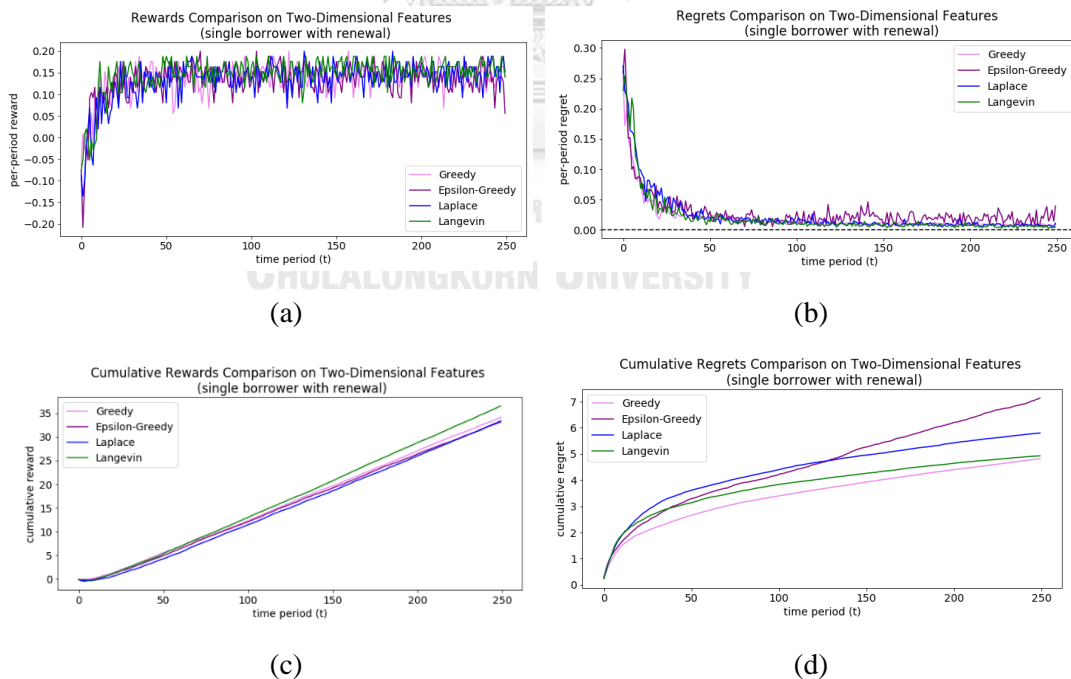 Rewards Comparison on Two-Dimensional Features
(single borrower with renewal)
per-period reward
0.20
0.15
0.10
0.05
0.00
−0.05
−0.10
−0.15
−0.20
Greedy
Epsilon-Greedy
Laplace
Langevin
0
50
100
150
200
250
time period (t)
(a)
Regrets Comparison on Two-Dimensional Features
(single borrower with renewal)
per-period regret
0.30
0.25
0.20
0.15
0.10
0.05
0.00
Greedy
Epsilon-Greedy
Laplace
Langevin
0
50
100
150
200
250
time period (t)
(b)
CHULALONGKORN UNIVERSITY
Cumulative Rewards Comparison on Two-Dimensional Features
(single borrower with renewal)
cumulative reward
35
30
25
20
15
10
5
0
Greedy
Epsilon-Greedy
Laplace
Langevin
0
50
100
150
200
250
time period (t)
(c)
Cumulative Regrets Comparison on Two-Dimensional Features
(single borrower with renewal)
cumulative regret
7
6
5
4
3
2
1
0
Greedy
Epsilon-Greedy
Laplace
Langevin
0
50
100
150
200
250
time period (t)
(d)